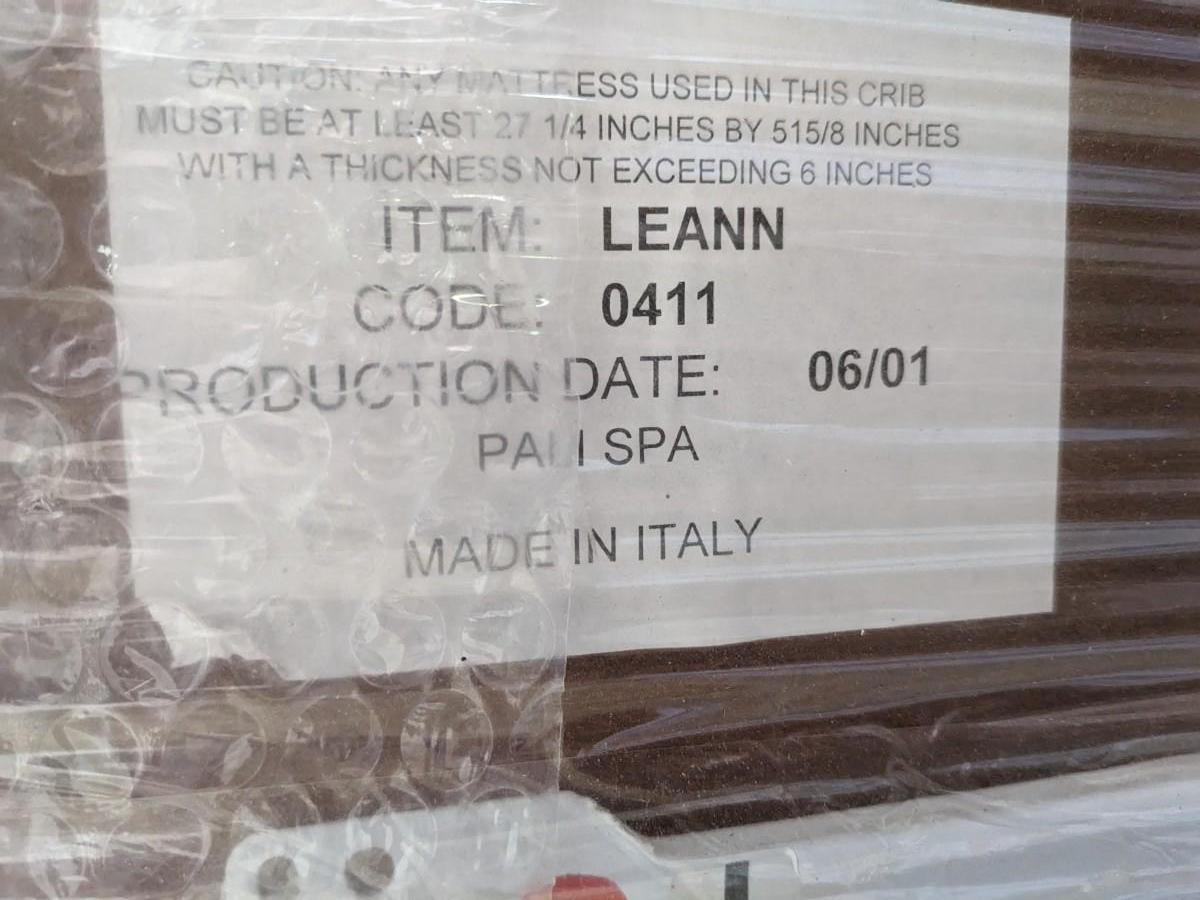 CAUTION: ANY MATTRESS USED IN THIS CRIB
MUST BE AT LEAST 27 1/4 INCHES BY 515/8 INCHES
WITH A THICKNESS NOT EXCEEDING 6 INCHES
ITEM: LEANN
CODE: 0411
PRODUCTION DATE: 06/01
PALI SPA
MADE IN ITALY